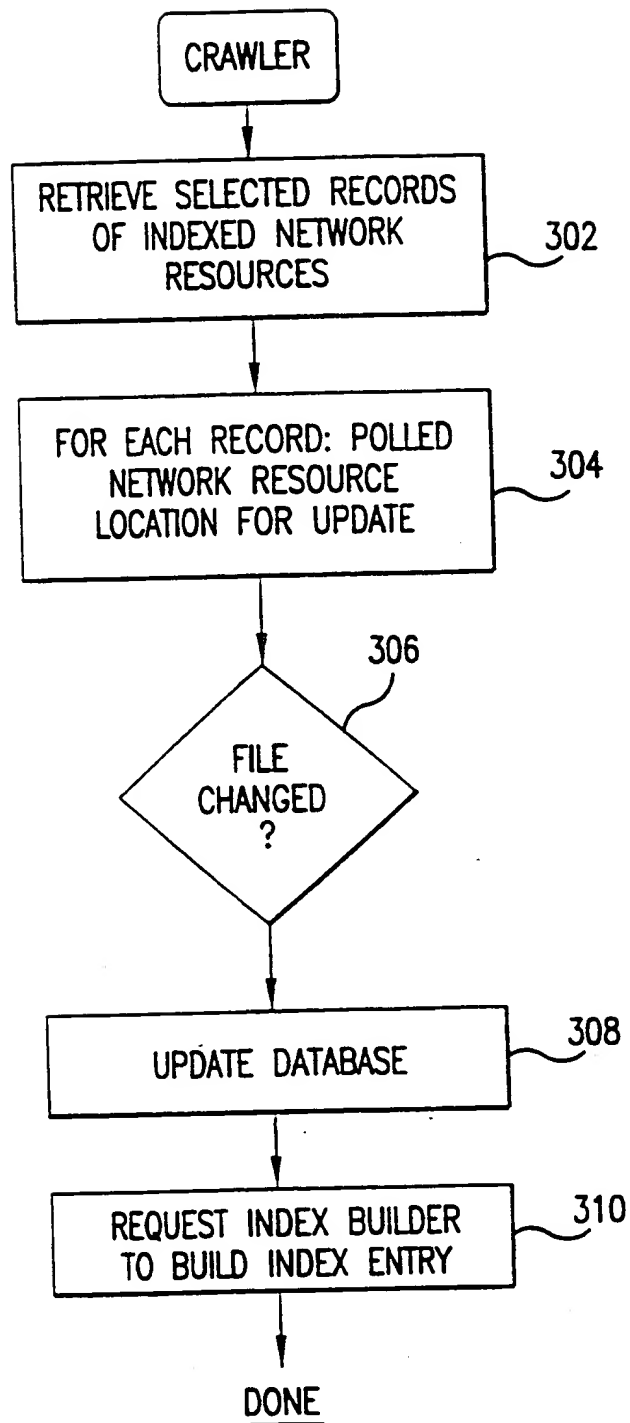 CRAWLER
RETRIEVE SELECTED RECORDS
OF INDEXED NETWORK
RESOURCES
302
FOR EACH RECORD: POLLED
NETWORK RESOURCE
LOCATION FOR UPDATE
304
306
FILE
CHANGED
?
UPDATE DATABASE
308
REQUEST INDEX BUILDER
TO BUILD INDEX ENTRY
310
DONE